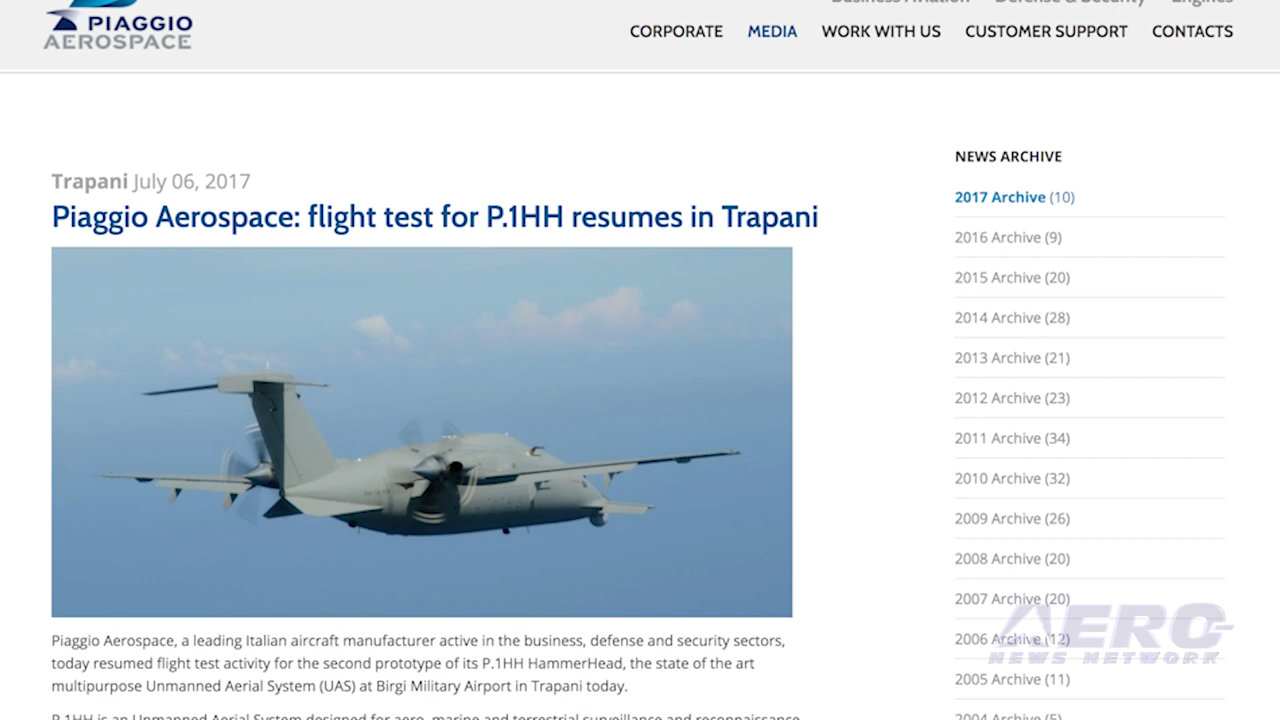 Business Aviation Defense & Security Engines
PIAGGIO
AEROSPACE
CORPORATE MEDIA WORK WITH US CUSTOMER SUPPORT CONTACTS
Trapani July 06, 2017
Piaggio Aerospace: flight test for P.1HH resumes in Trapani
Piaggio Aerospace, a leading Italian aircraft manufacturer active in the business, defense and security sectors,
today resumed flight test activity for the second prototype of its P.1HH HammerHead, the state of the art
multipurpose Unmanned Aerial System (UAS) at Birgi Military Airport in Trapani today.
P.1HH is an Unmanned Aerial System designed for aero, marine and terrestrial surveillance and reconnaissance
NEWS ARCHIVE
2017 Archive (10)
2016 Archive (9)
2015 Archive (20)
2014 Archive (28)
2013 Archive (21)
2012 Archive (23)
2011 Archive (34)
2010 Archive (32)
2009 Archive (26)
2008 Archive (20)
2007 Archive (20)
2006 Archive (12)
2005 Archive (11)
2004 Archive (5)
AERO-
NEWS NETWORK